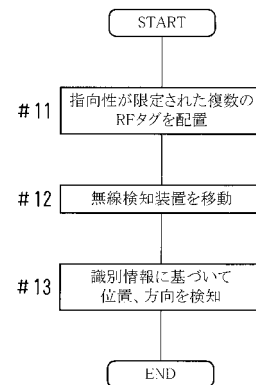 START
#11
指向性が限定された複数の
RFタグを配置
#12
無線検知装置を移動
#13
識別情報に基づいて
位置、方向を検知
END